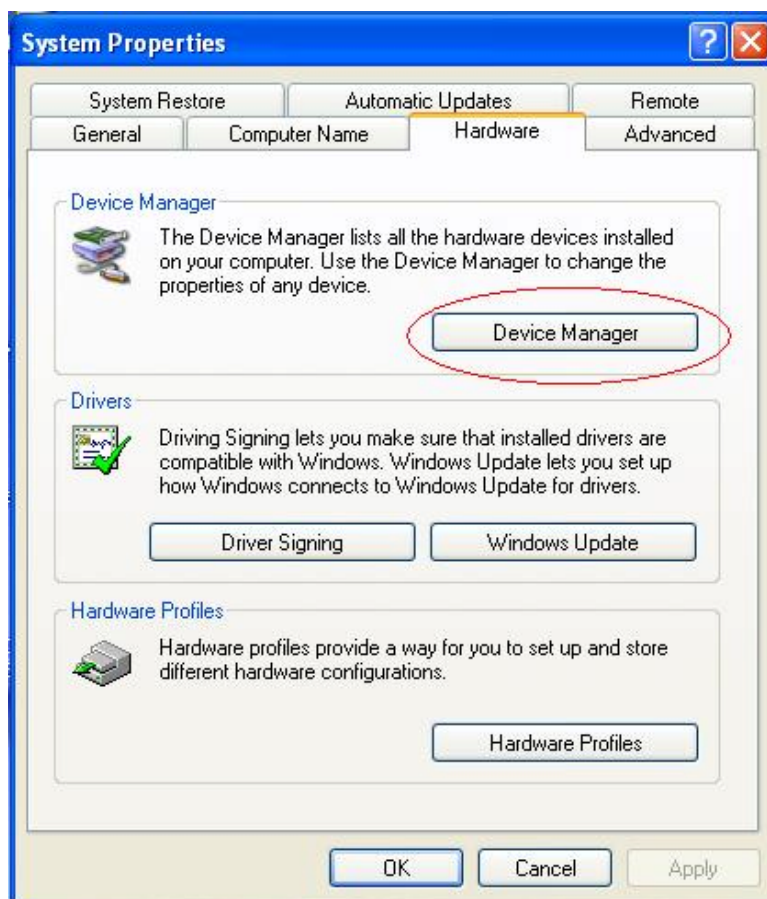 System Properties
System Restore
Automatic Updates
Remote
General
Computer Name
Hardware
Advanced
Device Manager
The Device Manager lists all the hardware devices installed
on your computer. Use the Device Manager to change the
properties of any device.
Device Manager
Drivers
Driving Signing lets you make sure that installed drivers are
compatible with Windows. Windows Update lets you set up
how Windows connects to Windows Update for drivers.
Driver Signing
Windows Update
Hardware Profiles
Hardware profiles provide a way for you to set up and store
different hardware configurations.
Hardware Profiles
OK
Cancel
Apply